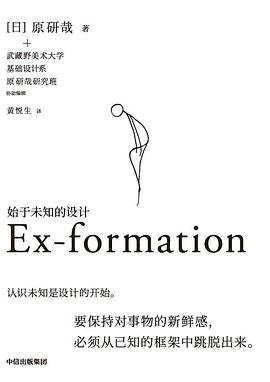 [日] 原研哉 著
+
武藏野美术大学
基础设计系
原研哉研究班
协助编辑
黄悦生 译
始于未知的设计
Ex-formation
认识未知是设计的开始。
要保持对事物的新鲜感，
必须从已知的框架中跳脱出来。
中信出版集团